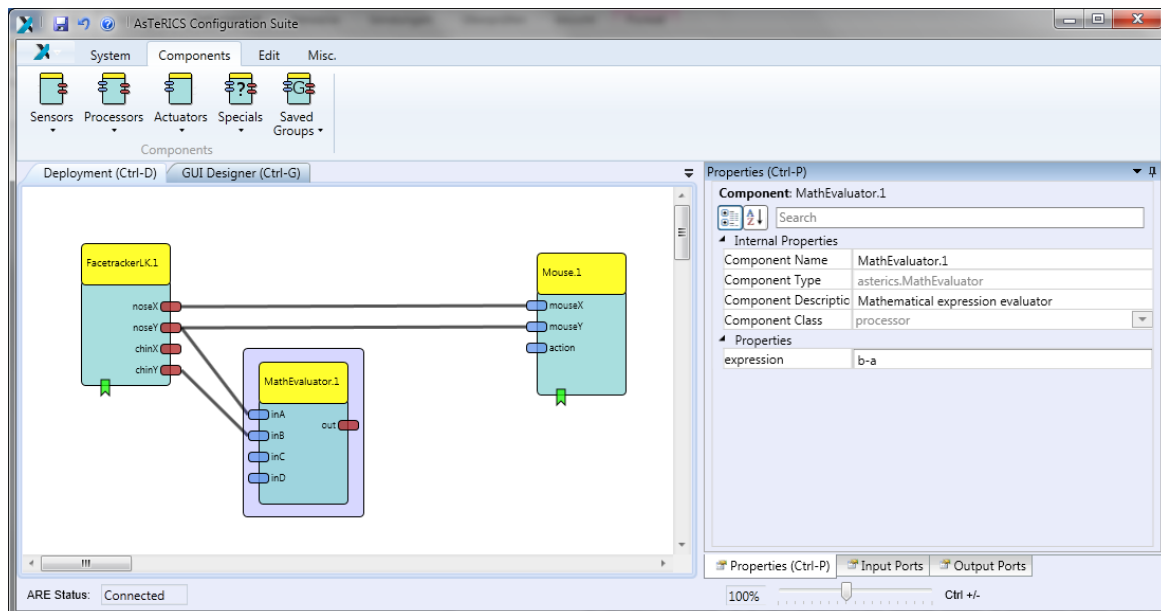 AsTeRICS Configuration Suite
System Components Edit Misc.
Sensors Processors Actuators Specials Saved Groups
Components
Deployment (Ctrl-D) GUI Designer (Ctrl-G)
Properties (Ctrl-P)
Component: MathEvaluator.1
Search
Internal Properties
Component Name MathEvaluator.1
Component Type asterics.MathEvaluator
Component Descriptic Mathematical expression evaluator
Component Class processor
Properties
expression b-a
FacetrackerLK.1
noseX
noseY
chinX
chinY
MathEvaluator.1
inA
inB
inC
inD
out
Mouse.1
mouseX
mouseY
action
Properties (Ctrl-P) Input Ports Output Ports
ARE Status: Connected
100% Ctrl +/-